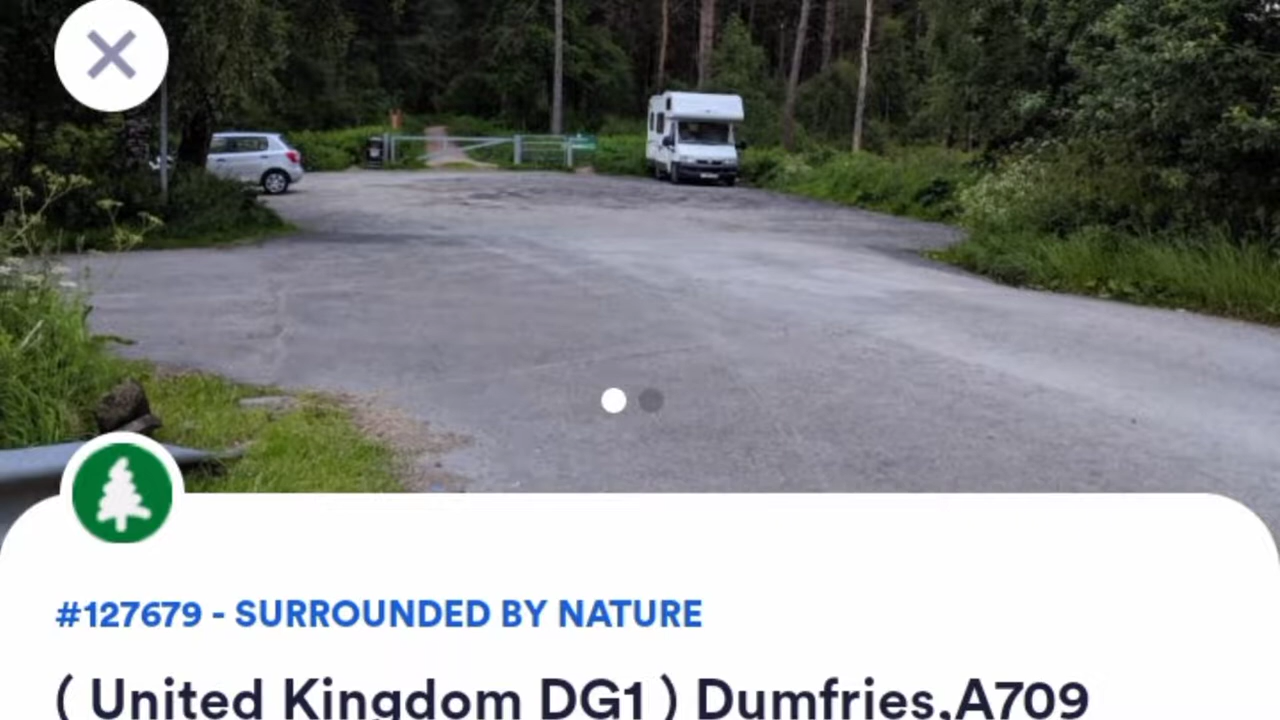 #127679 - SURROUNDED BY NATURE
( United Kingdom DG1 ) Dumfries,A709